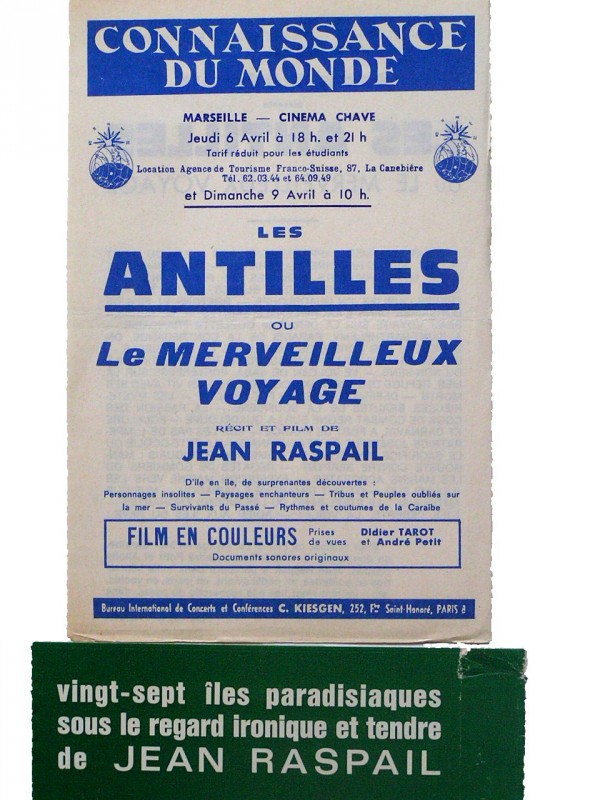 CONNAISSANCE
DU MONDE
MARSEILLE — CINEMA CHAVE
Jeudi 6 Avril à 18 h. et 21 h
Tarif réduit pour les étudiants
Location Agence de Tourisme Franco-Suisse, 87, La Canebière
Tél. 62.03.44 et 64.09.49
et Dimanche 9 Avril à 10 h.
LES
ANTILLES
OU
Le MERVEILLEUX
VOYAGE
RÉCIT ET FILM DE
JEAN RASPAIL
D'île en île, de surprenantes découvertes :
Personnages insolites — Paysages enchanteurs — Tribus et Peuples oubliés sur
la mer — Survivants du Passé — Rythmes et coutumes de la Caraïbe
FILM EN COULEURS Prises de vues Didier TAROT et André Petit
Documents sonores originaux
Bureau International de Concerts et Conférences C. KIESGEN, 252, Fg Saint-Honoré, PARIS 8
vingt-sept îles paradisiaques
sous le regard ironique et tendre
de JEAN RASPAIL